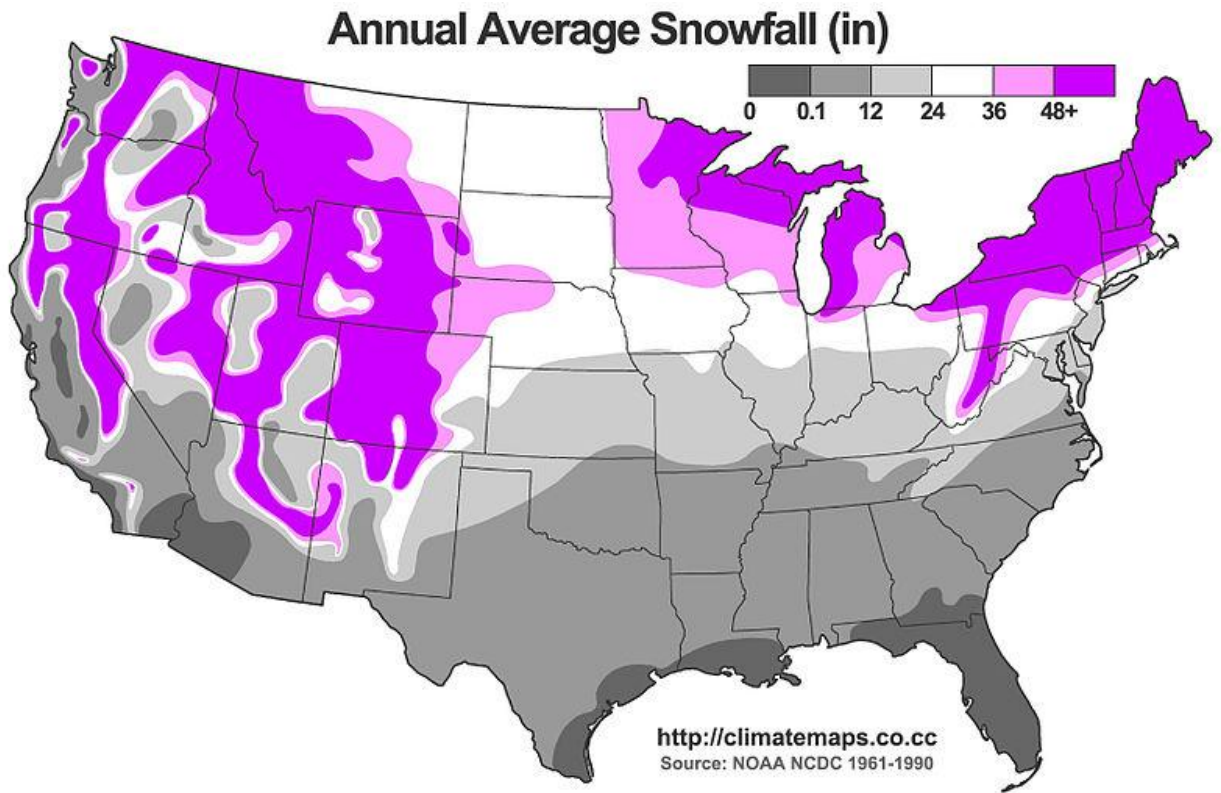 Annual Average Snowfall (in)
0 0.1 12 24 36 48+
http://climatemaps.co.cc
Source: NOAA NCDC 1961-1990